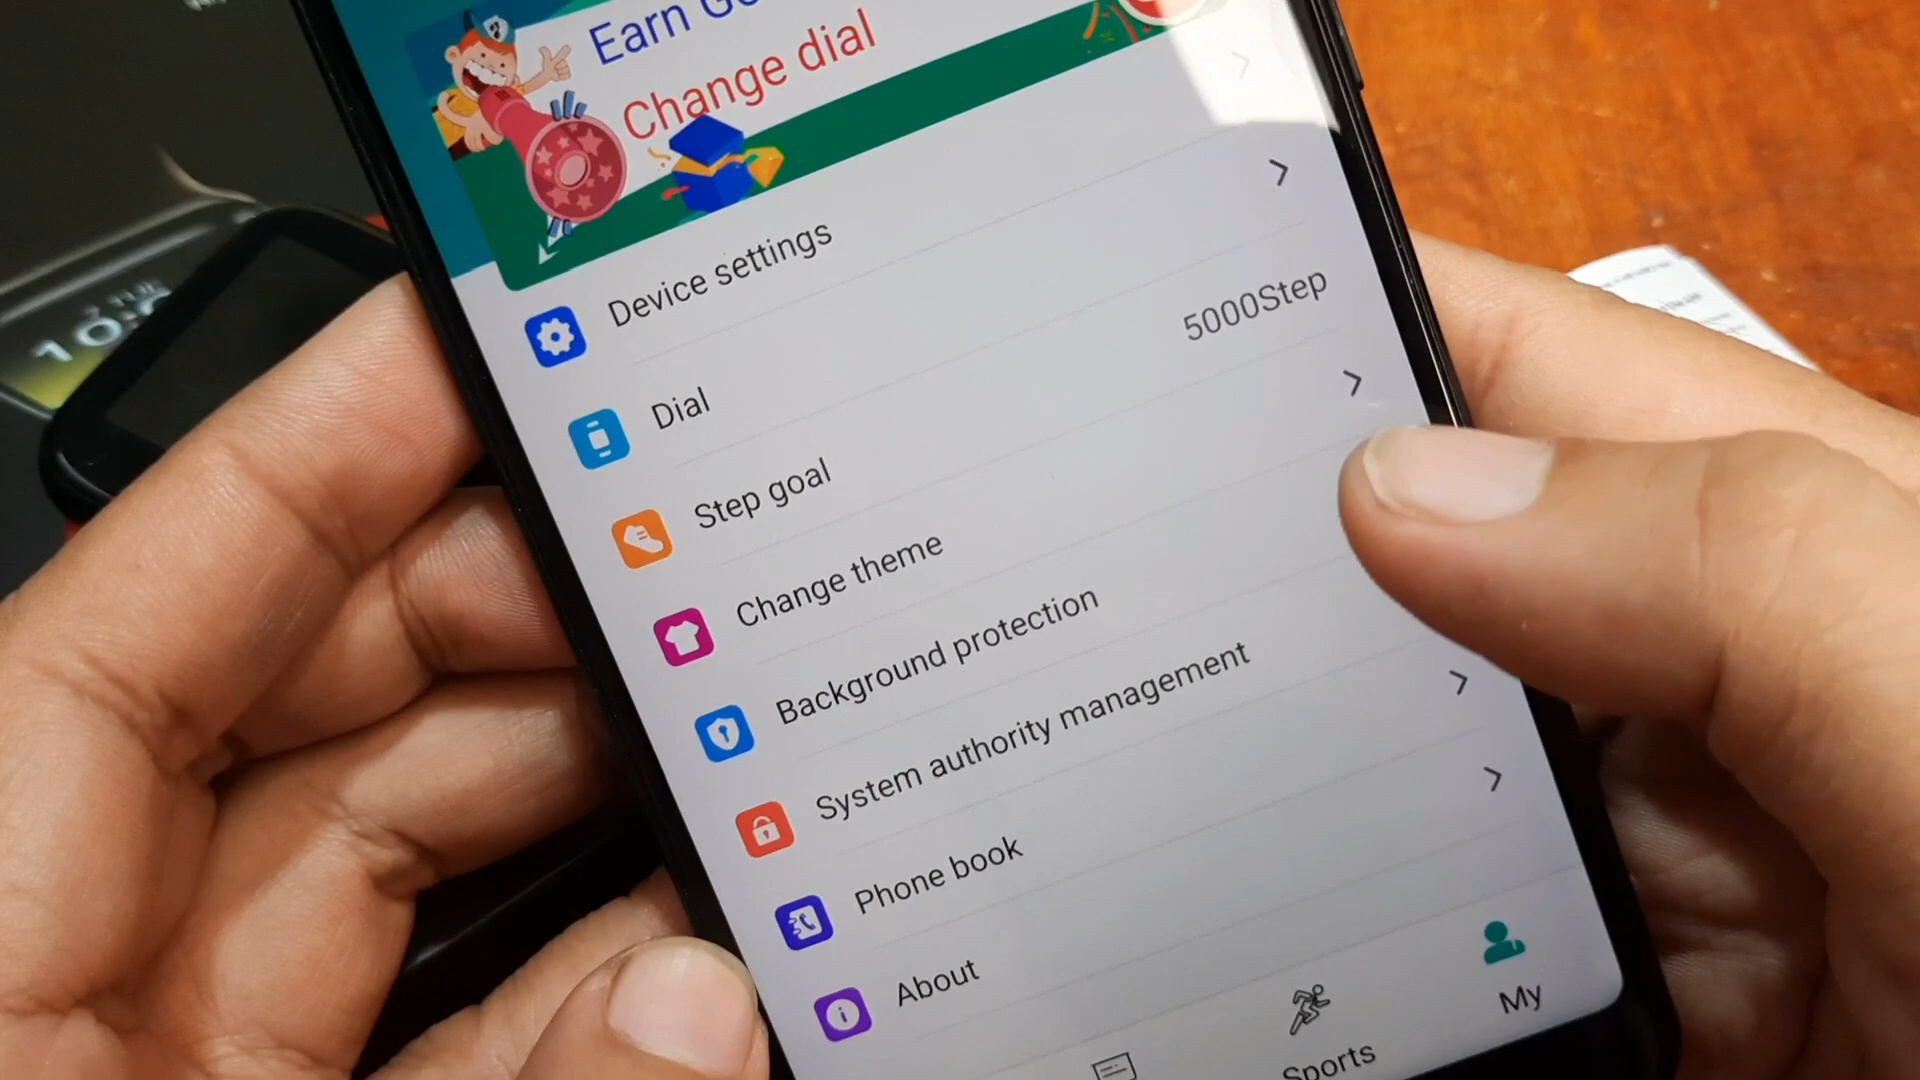 Earn
Change dial
Device settings
Dial
5000Step
Step goal
Change theme
Background protection
System authority management
Phone book
About
Sports
My